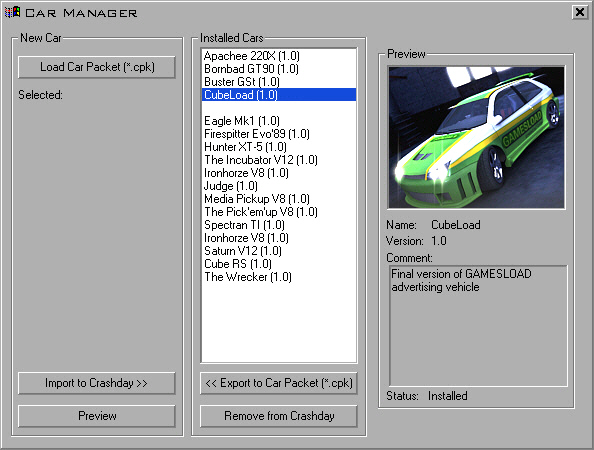 Car Manager
New Car
Load Car Packet (*.cpk)
Selected:
Import to Crashday >>
Preview
Installed Cars
Apachee 220X (1.0)
Bornbad GT90 (1.0)
Buster GSt (1.0)
CubeLoad (1.0)
Eagle Mk1 (1.0)
Firespitter Evo'89 (1.0)
Hunter XT-5 (1.0)
The Incubator V12 (1.0)
Ironhorze V8 (1.0)
Judge (1.0)
Media Pickup V8 (1.0)
The Pick'em'up V8 (1.0)
Spectran TI (1.0)
Ironhorze V8 (1.0)
Saturn V12 (1.0)
Cube RS (1.0)
The Wrecker (1.0)
<< Export to Car Packet (*.cpk)
Remove from Crashday
Preview
GAMESLOAD
Name: CubeLoad
Version: 1.0
Comment:
Final version of GAMESLOAD
advertising vehicle
Status: Installed